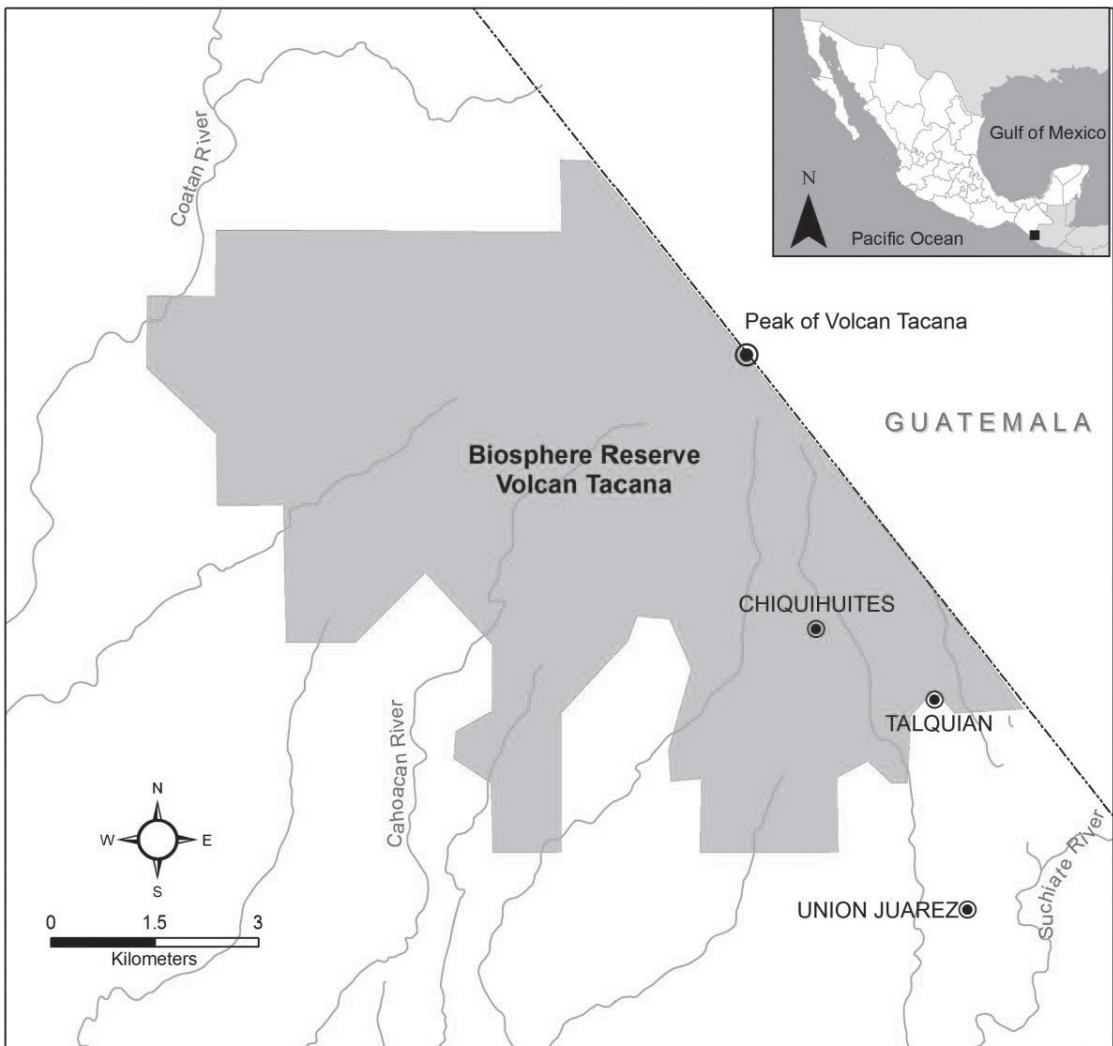 Gulf of Mexico
N
Pacific Ocean
Coatan River
Peak of Volcan Tacana
GUATEMALA
Biosphere Reserve
Volcan Tacana
CHIQUIHUITES
TALQUIAN
Cahoacan River
N
W
E
S
0
1.5
3
Kilometers
UNION JUAREZ
Suchiate River